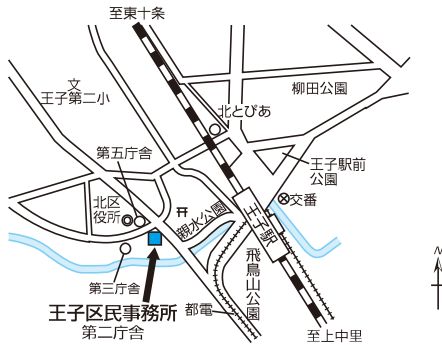 至東十条
文
王子第二小
柳田公園
北とぴあ
第五庁舎
王子駅前
公園
北区
役所
親水公園
交番
王子駅
第三庁舎
王子区民事務所
第二庁舎
都電
飛鳥山公園
至上中里
N